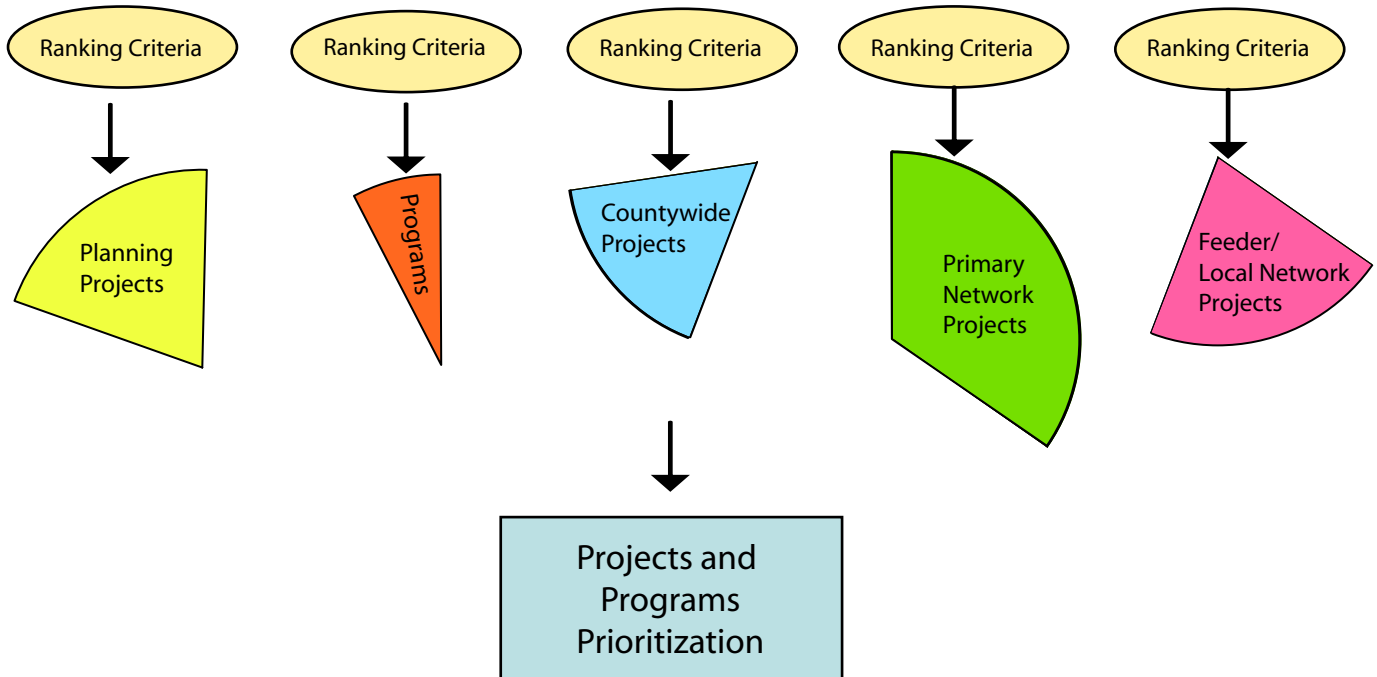 Ranking Criteria
Ranking Criteria
Ranking Criteria
Ranking Criteria
Ranking Criteria
Planning
Projects
Programs
Countywide
Projects
Primary
Network
Projects
Feeder/
Local Network
Projects
Projects and
Programs
Prioritization